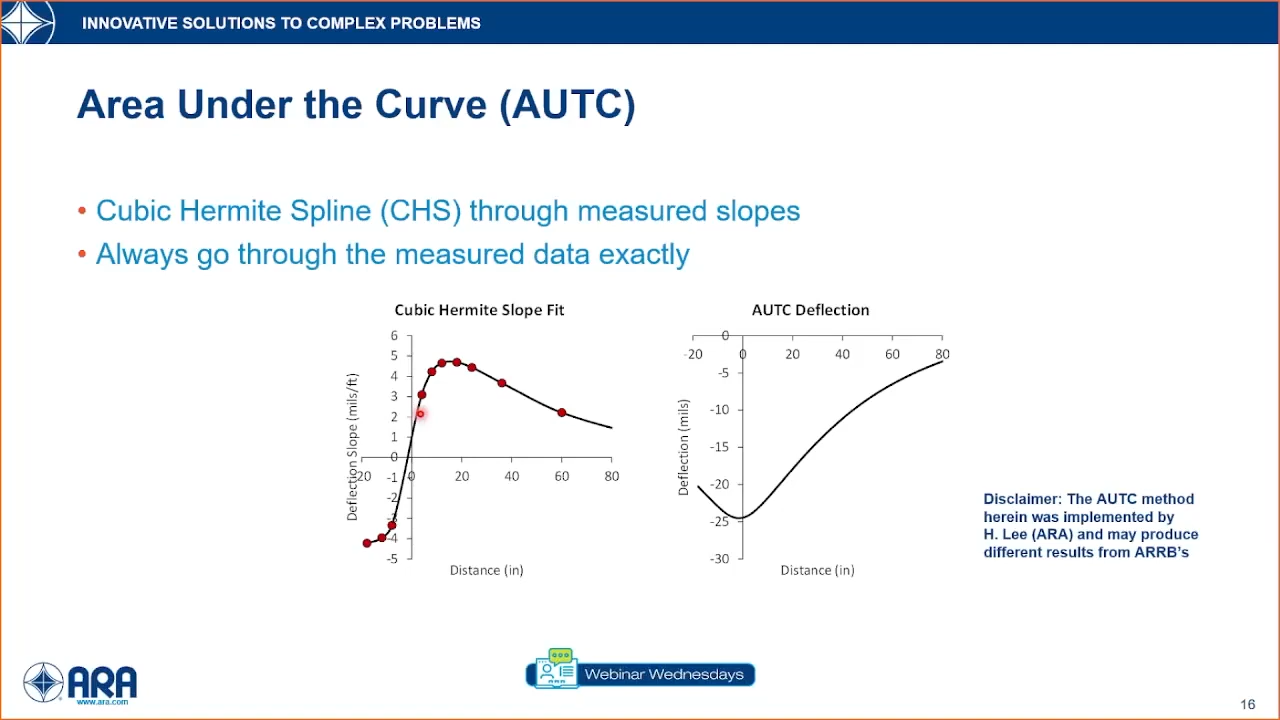 INNOVATIVE SOLUTIONS TO COMPLEX PROBLEMS
Area Under the Curve (AUTC)
• Cubic Hermite Spline (CHS) through measured slopes
• Always go through the measured data exactly
Cubic Hermite Slope Fit
6
5
4
3
2
1
0
-1
-2
-3
-4
-5
20 0 20 40 60 80
Deflection Slope (mils/ft)
Distance (in)
AUTC Deflection
0
-20 0 20 40 60 80
-5
-10
-15
-20
-25
-30
Deflection (mils)
Distance (in)
Disclaimer: The AUTC method
herein was implemented by
H. Lee (ARA) and may produce
different results from ARRB's
ARA
www.ara.com
Webinar Wednesdays
16